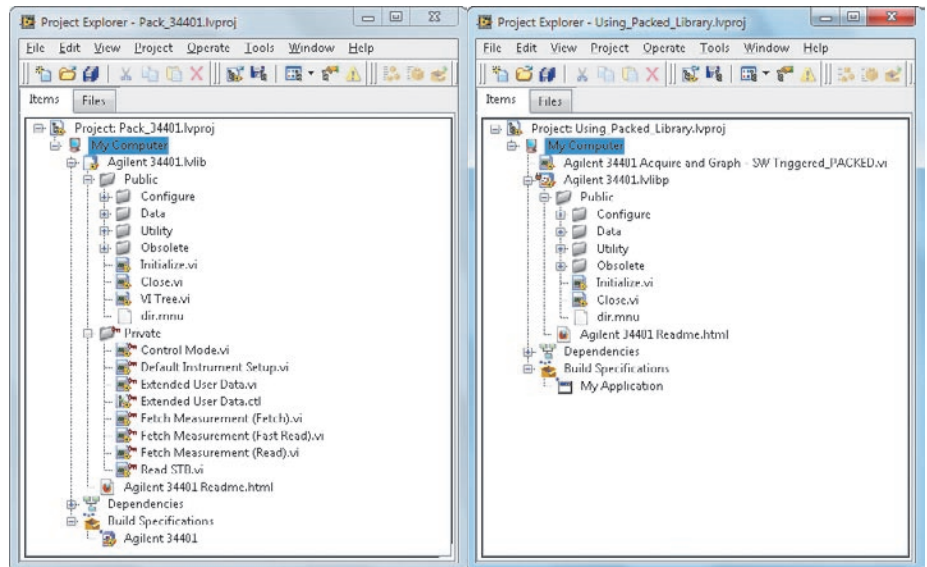 Project Explorer - Pack_34401.lvproj
File Edit View Project Operate Tools Window Help
Items Files
Project: Pack_34401.lvproj
My Computer
Agilent 34401.lvlib
Public
Configure
Data
Utility
Obsolete
Initialize.vi
Close.vi
VI Tree.vi
dir.mnu
Private
Control Mode.vi
Default Instrument Setup.vi
Extended User Data.vi
Extended User Data.ctl
Fetch Measurement (Fetch).vi
Fetch Measurement (Fast Read).vi
Fetch Measurement (Read).vi
Read STB.vi
Agilent 34401 Readme.html
Dependencies
Build Specifications
Agilent 34401
Project Explorer - Using_Packed_Library.lvproj
File Edit View Project Operate Tools Window Help
Items Files
Project: Using_Packed_Library.lvproj
My Computer
Agilent 34401 Acquire and Graph - SW Triggered_PACKED.vi
Agilent 34401.lvlibp
Public
Configure
Data
Utility
Obsolete
Initialize.vi
Close.vi
dir.mnu
Agilent 34401 Readme.html
Dependencies
Build Specifications
My Application